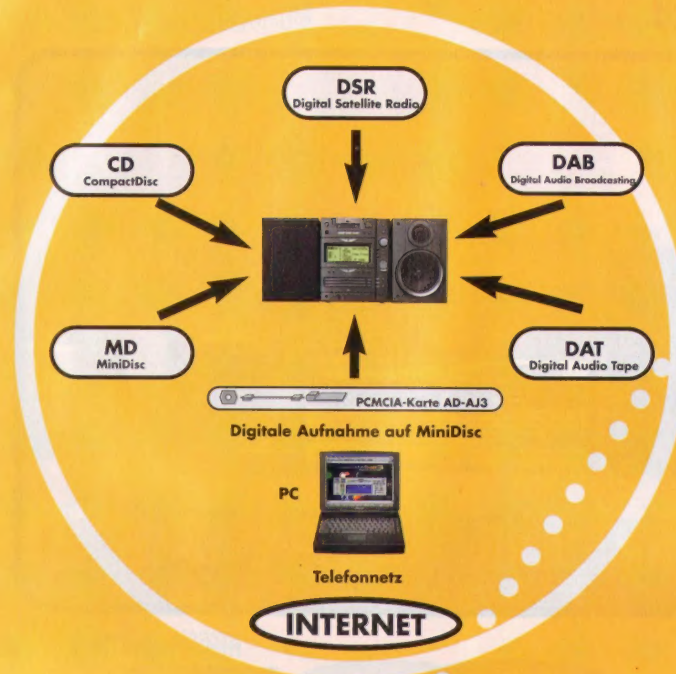 DSR
Digital Satellite Radio
CD
CompactDisc
DAB
Digital Audio Broadcesting
MD
MiniDisc
DAT
Digital Audio Tape
PCMCIA-Karte AD-AJ3
Digitale Aufnahme auf MiniDisc
PC
Telefonnetz
INTERNET